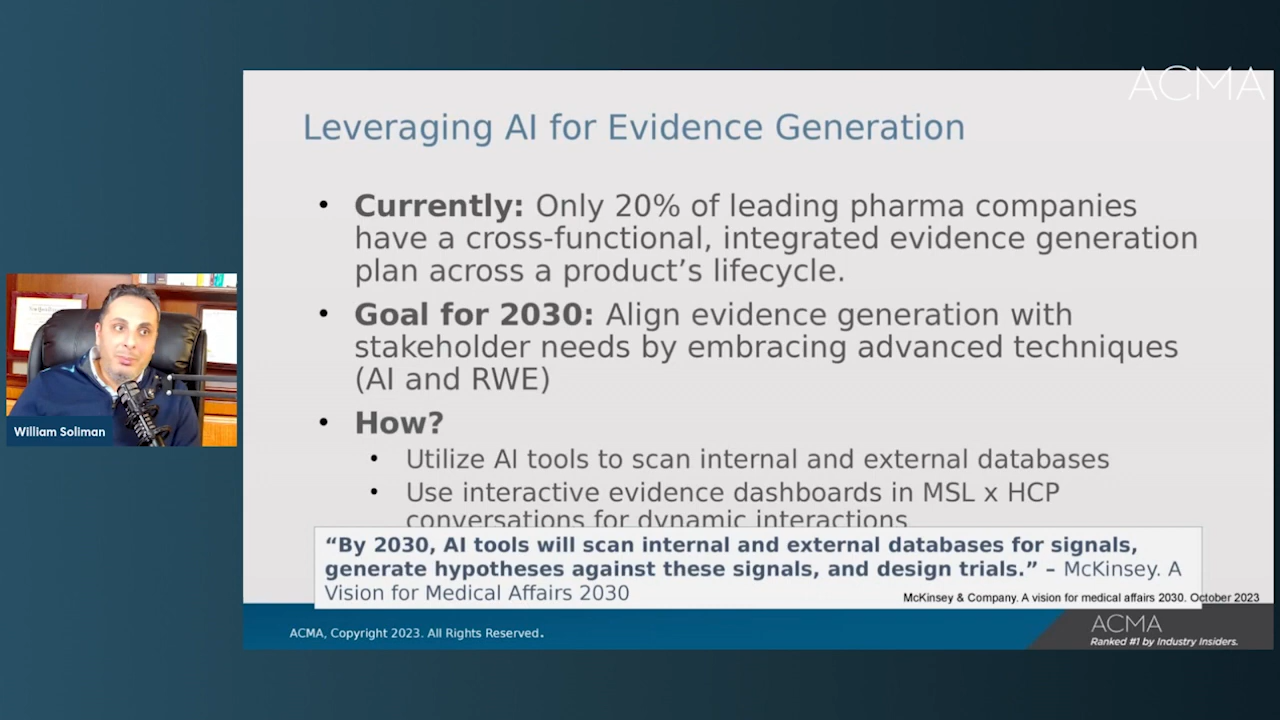 ACMA
Leveraging AI for Evidence Generation
• Currently: Only 20% of leading pharma companies
have a cross-functional, integrated evidence generation
plan across a product’s lifecycle.
• Goal for 2030: Align evidence generation with
stakeholder needs by embracing advanced techniques
(AI and RWE)
• How?
• Utilize AI tools to scan internal and external databases
• Use interactive evidence dashboards in MSL x HCP
conversations for dynamic interactions
“By 2030, AI tools will scan internal and external databases for signals,
generate hypotheses against these signals, and design trials.” – McKinsey. A
Vision for Medical Affairs 2030
McKinsey & Company. A vision for medical affairs 2030. October 2023
William Soliman
ACMA, Copyright 2023. All Rights Reserved.
ACMA
Ranked #1 by Industry Insiders.